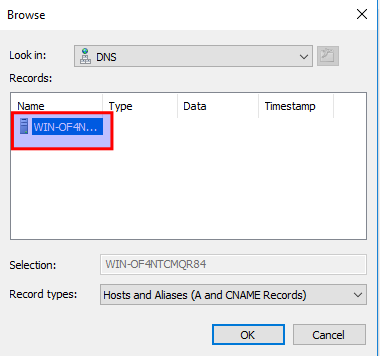 Browse
Look in: DNS
Records:
Name Type Data Timestamp
WIN-OF4N...
Selection: WIN-OF4NTCMQR84
Record types: Hosts and Aliases (A and CNAME Records)
OK Cancel